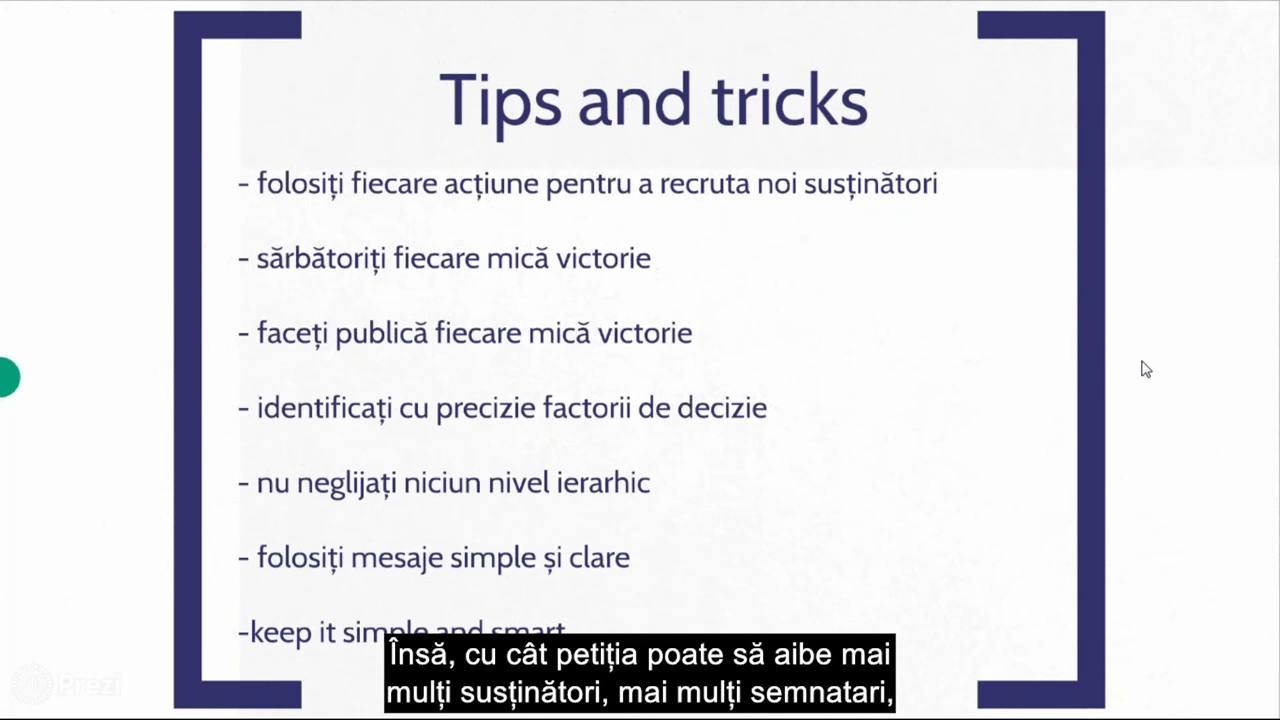 Tips and tricks
- folosiți fiecare acțiune pentru a recruta noi susținători
- sărbătoriți fiecare mică victorie
- faceți publică fiecare mică victorie
- identificați cu precizie factorii de decizie
- nu neglijați niciun nivel ierarhic
- folosiți mesaje simple și clare
-keep it simple and smart
Însă, cu cât petiția poate să aibe mai
mulți susținători, mai mulți semnatari,
Prezi